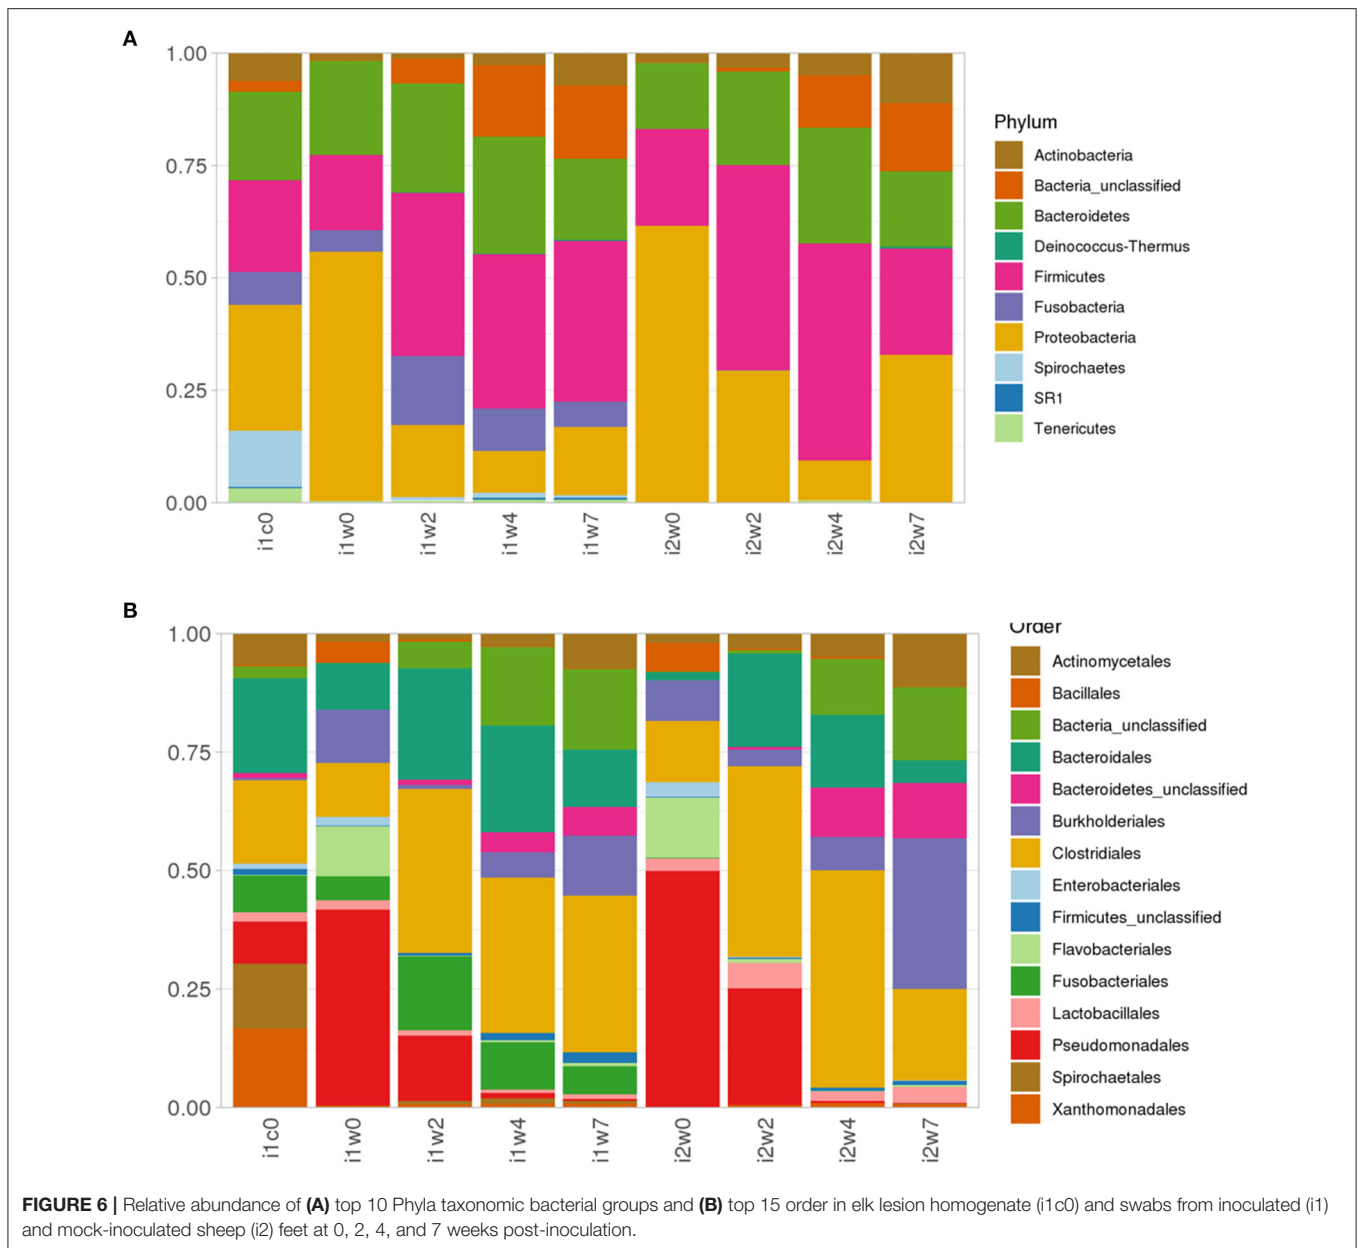 A
1.00
0.75
0.50
0.25
0.00
i1c0
i1w0
i1w2
i1w4
i1w7
i2w0
i2w2
i2w4
i2w7
Phylum
Actinobacteria
Bacteria_unclassified
Bacteroidetes
Deinococcus-Thermus
Firmicutes
Fusobacteria
Proteobacteria
Spirochaetes
SR1
Tenericutes
B
1.00
0.75
0.50
0.25
0.00
i1c0
i1w0
i1w2
i1w4
i1w7
i2w0
i2w2
i2w4
i2w7
Order
Actinomycetales
Bacillales
Bacteria_unclassified
Bacteroidales
Bacteroidetes_unclassified
Burkholderiales
Clostridiales
Enterobacteriales
Firmicutes_unclassified
Flavobacteriales
Fusobacteriales
Lactobacillales
Pseudomonadales
Spirochaetales
Xanthomonadales
FIGURE 6 | Relative abundance of (A) top 10 Phyla taxonomic bacterial groups and (B) top 15 order in elk lesion homogenate (i1c0) and swabs from inoculated (i1)
and mock-inoculated sheep (i2) feet at 0, 2, 4, and 7 weeks post-inoculation.